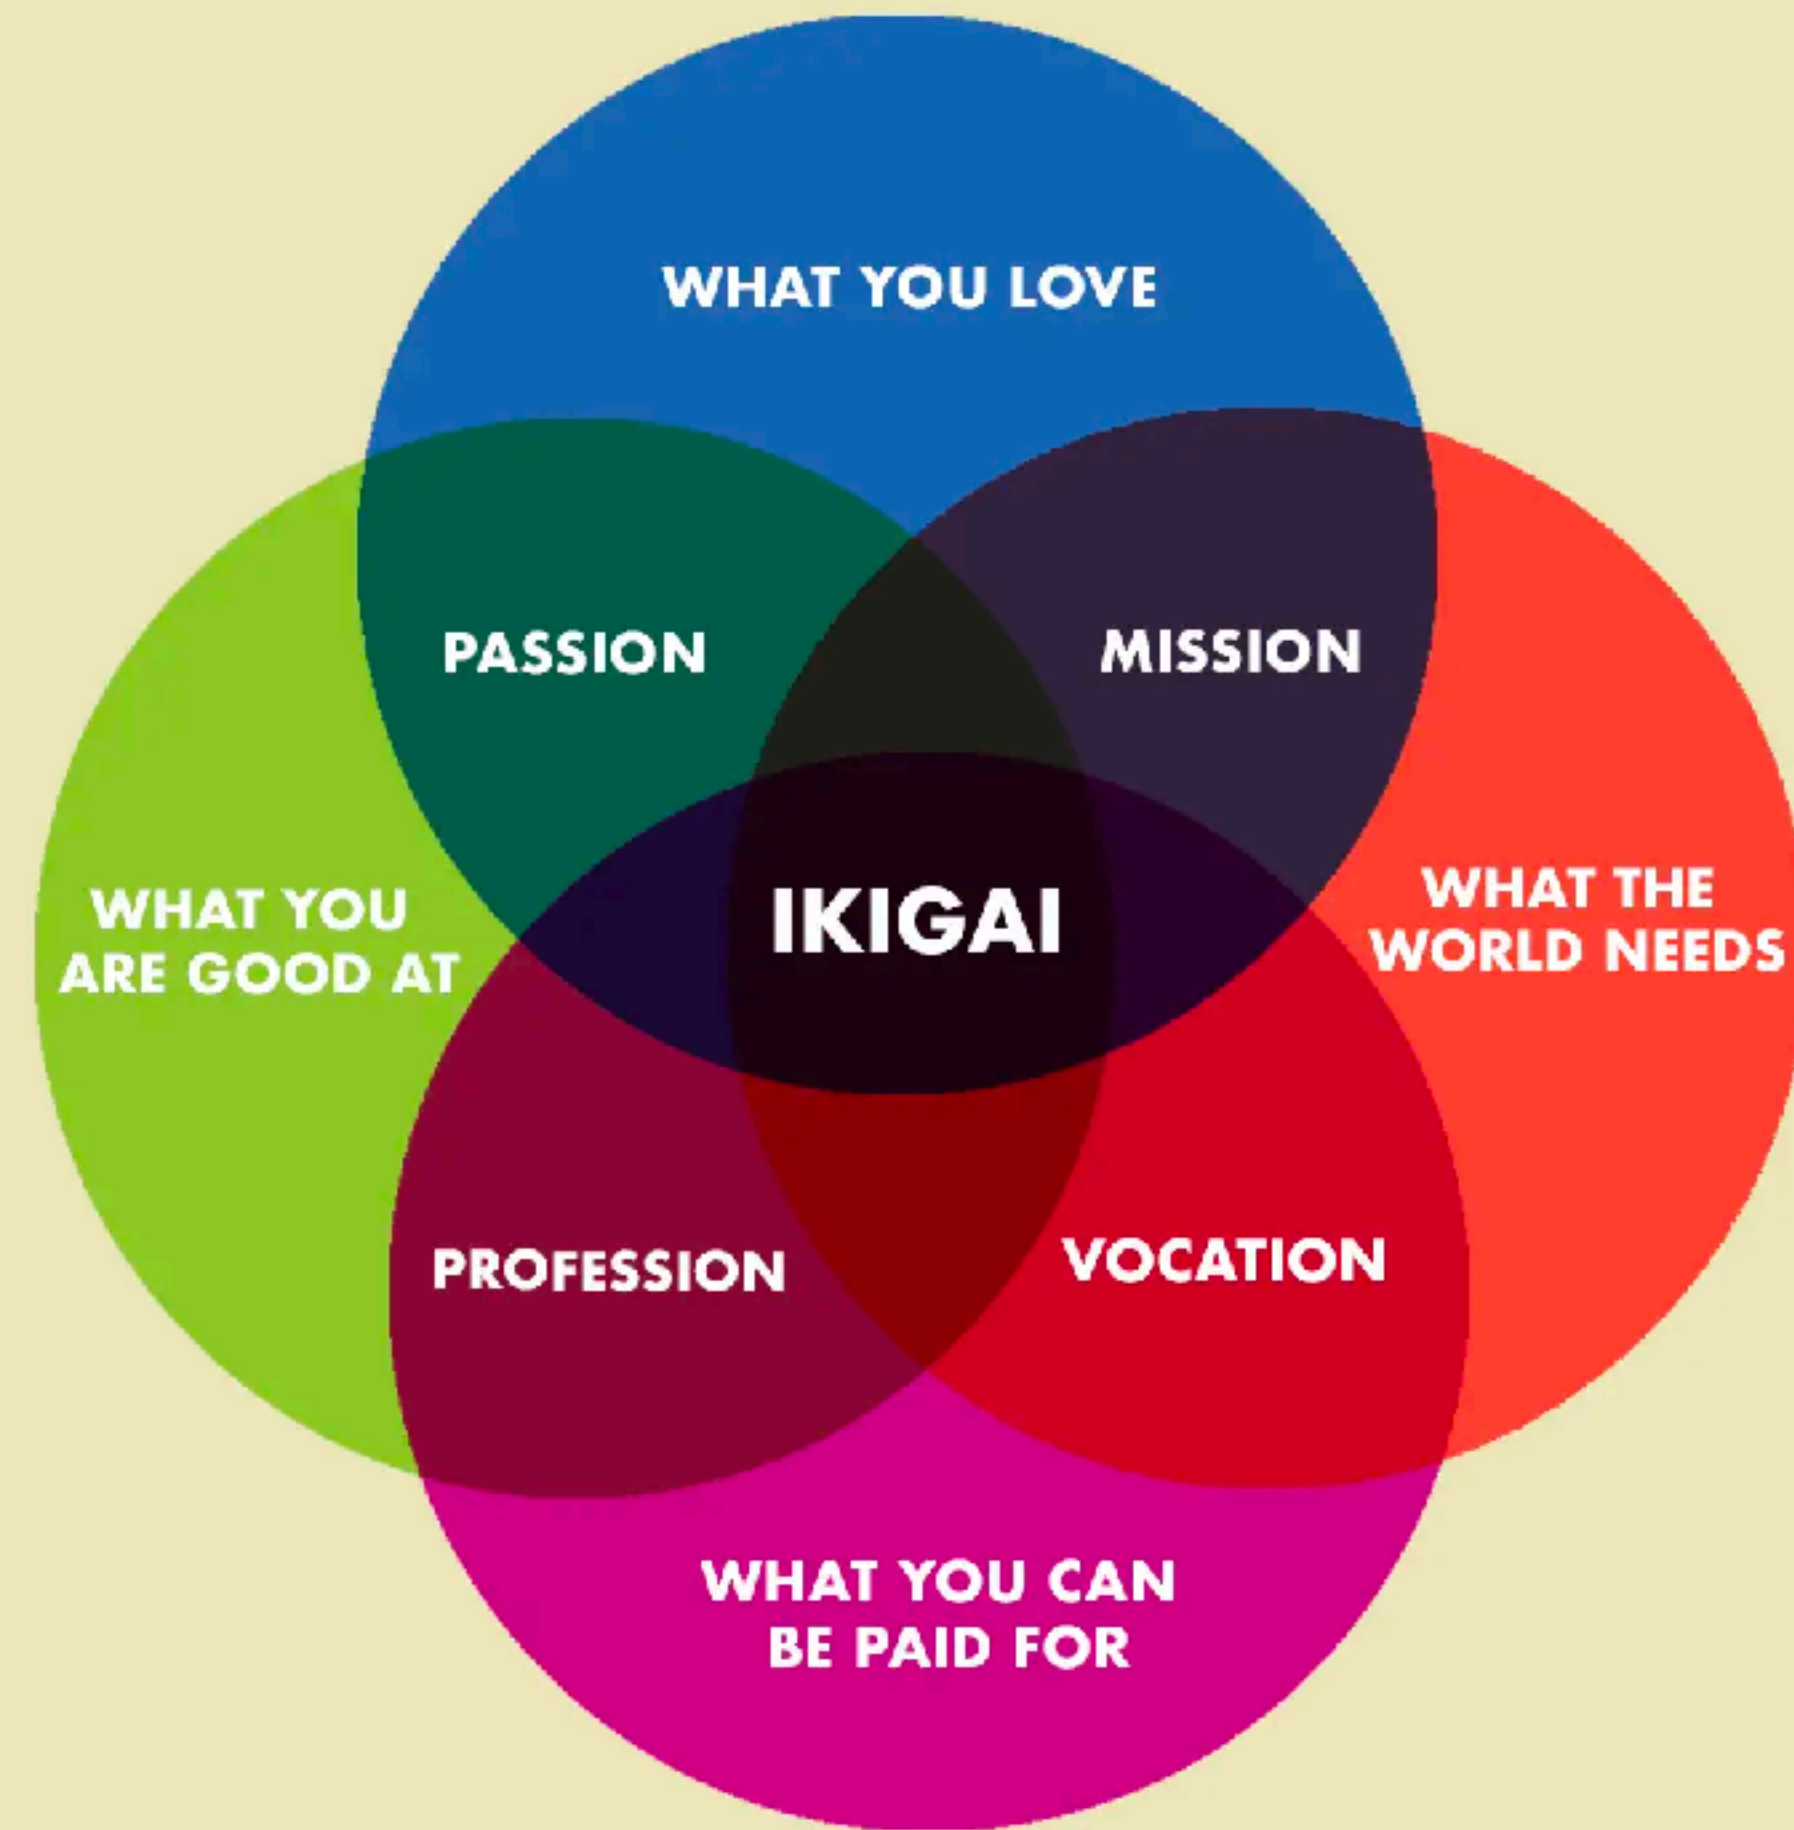 WHAT YOU LOVE
PASSION
MISSION
WHAT YOU
ARE GOOD AT
IKIGAI
WHAT THE
WORLD NEEDS
PROFESSION
VOCATION
WHAT YOU CAN
BE PAID FOR